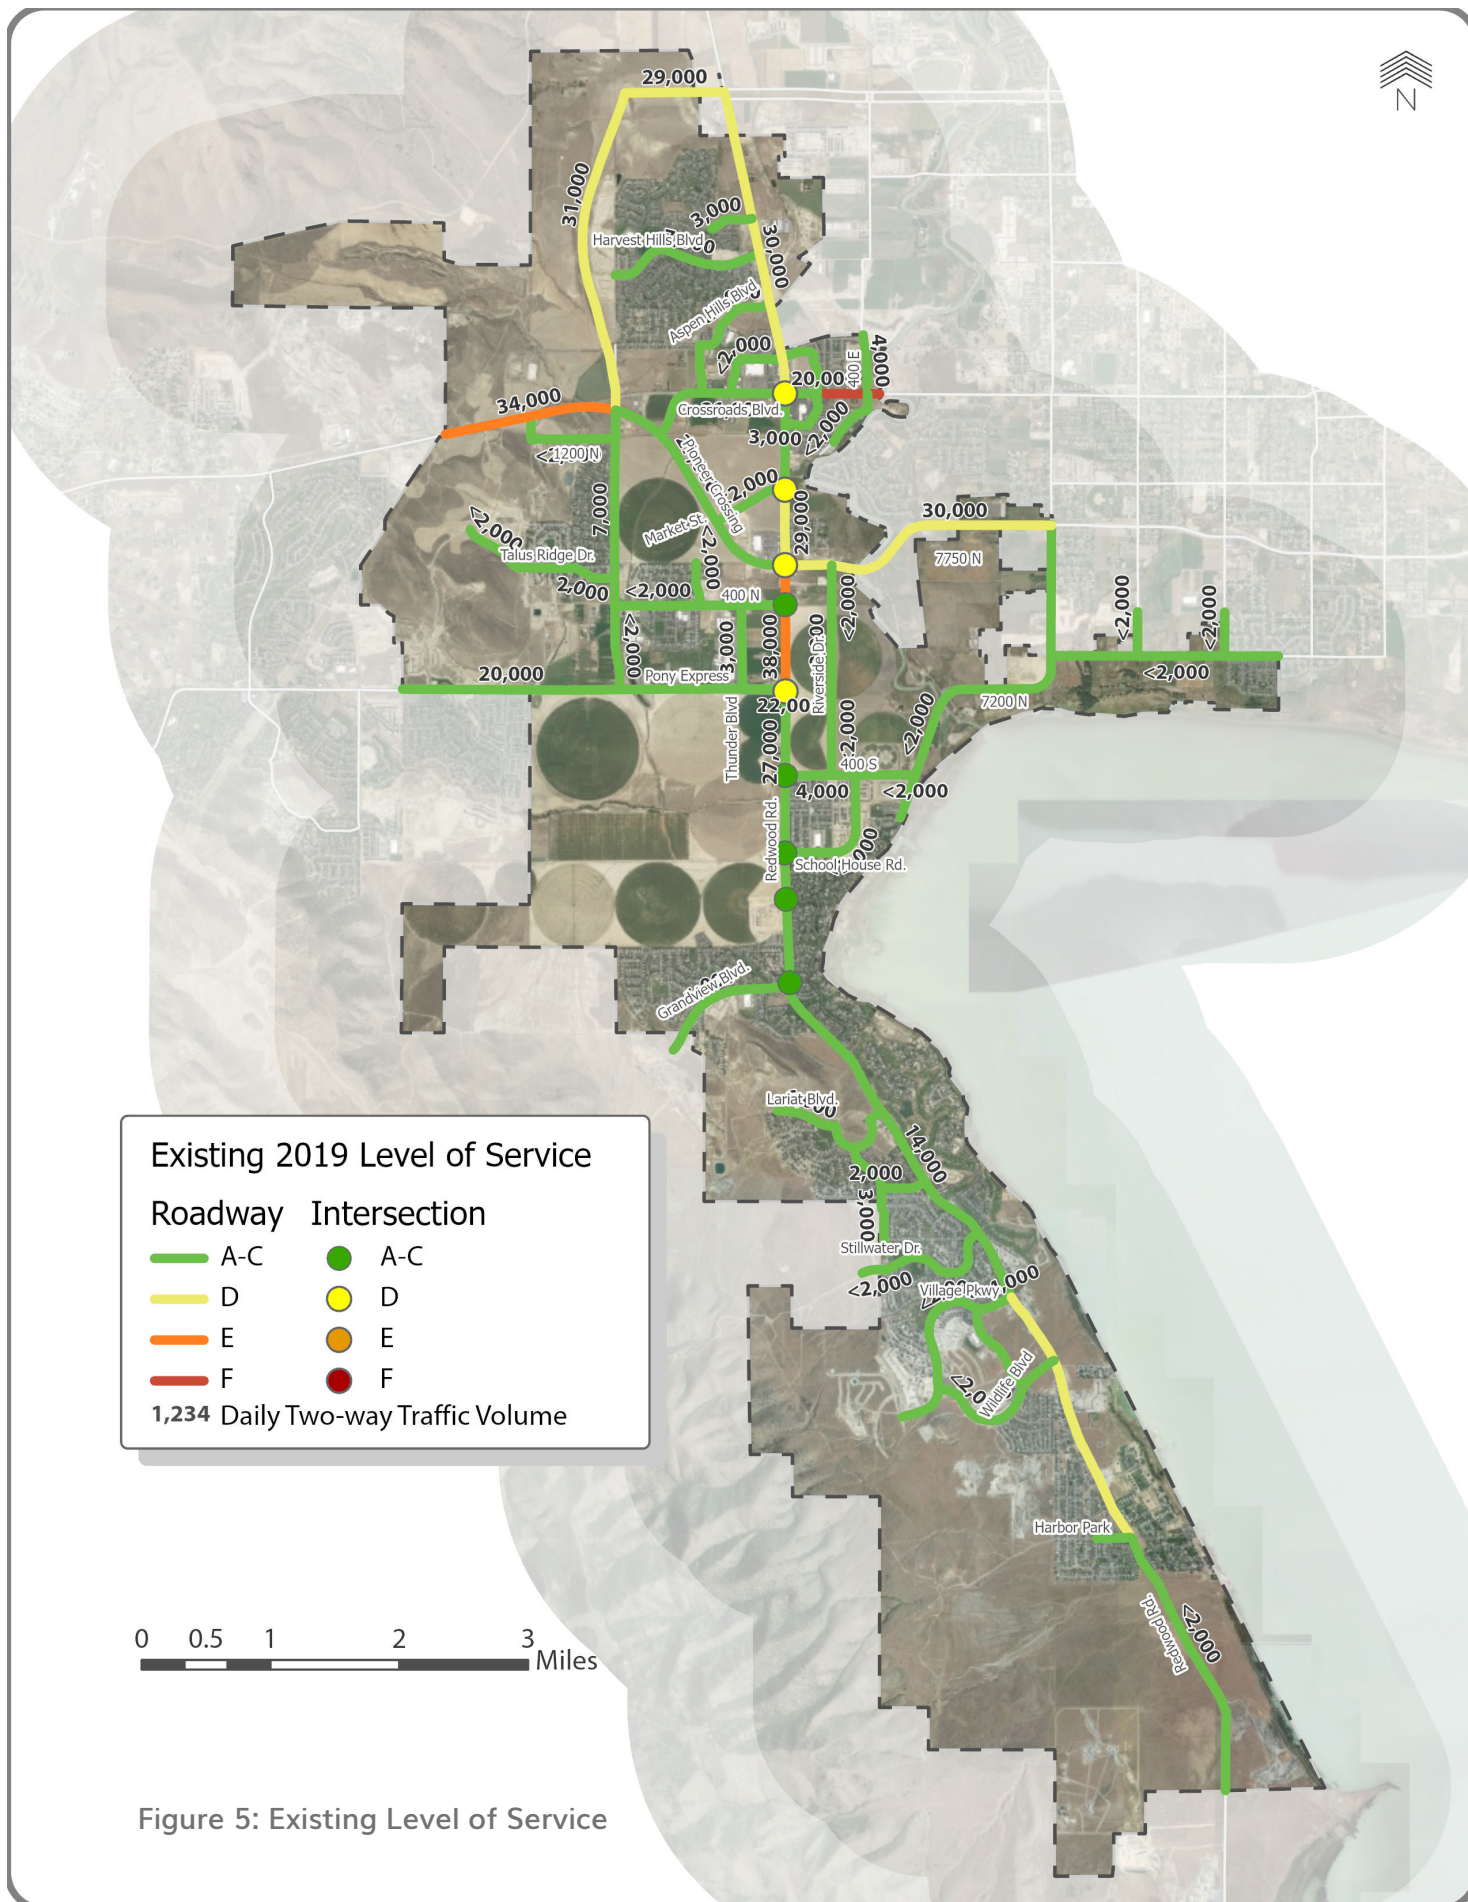 29,000
N
31,000
3,000
Harvest Hills Blvd
30,000
Aspen Hills Blvd
<2,000
4,000
400 E
20,00
34,000
Crossroads Blvd.
3,000
<2,000
<2,
1200 N
Pioneer Crossing
2,000
7,000
29,000
30,000
<2,000
Market St.
<2,000
7750 N
Talus Ridge Dr.
2,000
<2,000
400 N
<2,000
<2,000
<2,000
<2,000
3,000
38,000
Riverside Dr.
20,000
Pony Express
<2,000
22,00
7200 N
Thunder Blvd
27,000
2,000
<2,000
400 S
4,000
<2,000
Redwood Rd.
School House Rd.
Grandview Blvd.
Lariat Blvd.
14,000
2,000
3,000
Stillwater Dr.
<2,000
Village Pkwy
Wildlife Blvd
Harbor Park
Redwood Rd.
<2,000
Existing 2019 Level of Service
Roadway Intersection
A-C A-C
D D
E E
F F
1,234 Daily Two-way Traffic Volume
0 0.5 1 2 3
Miles
Figure 5: Existing Level of Service